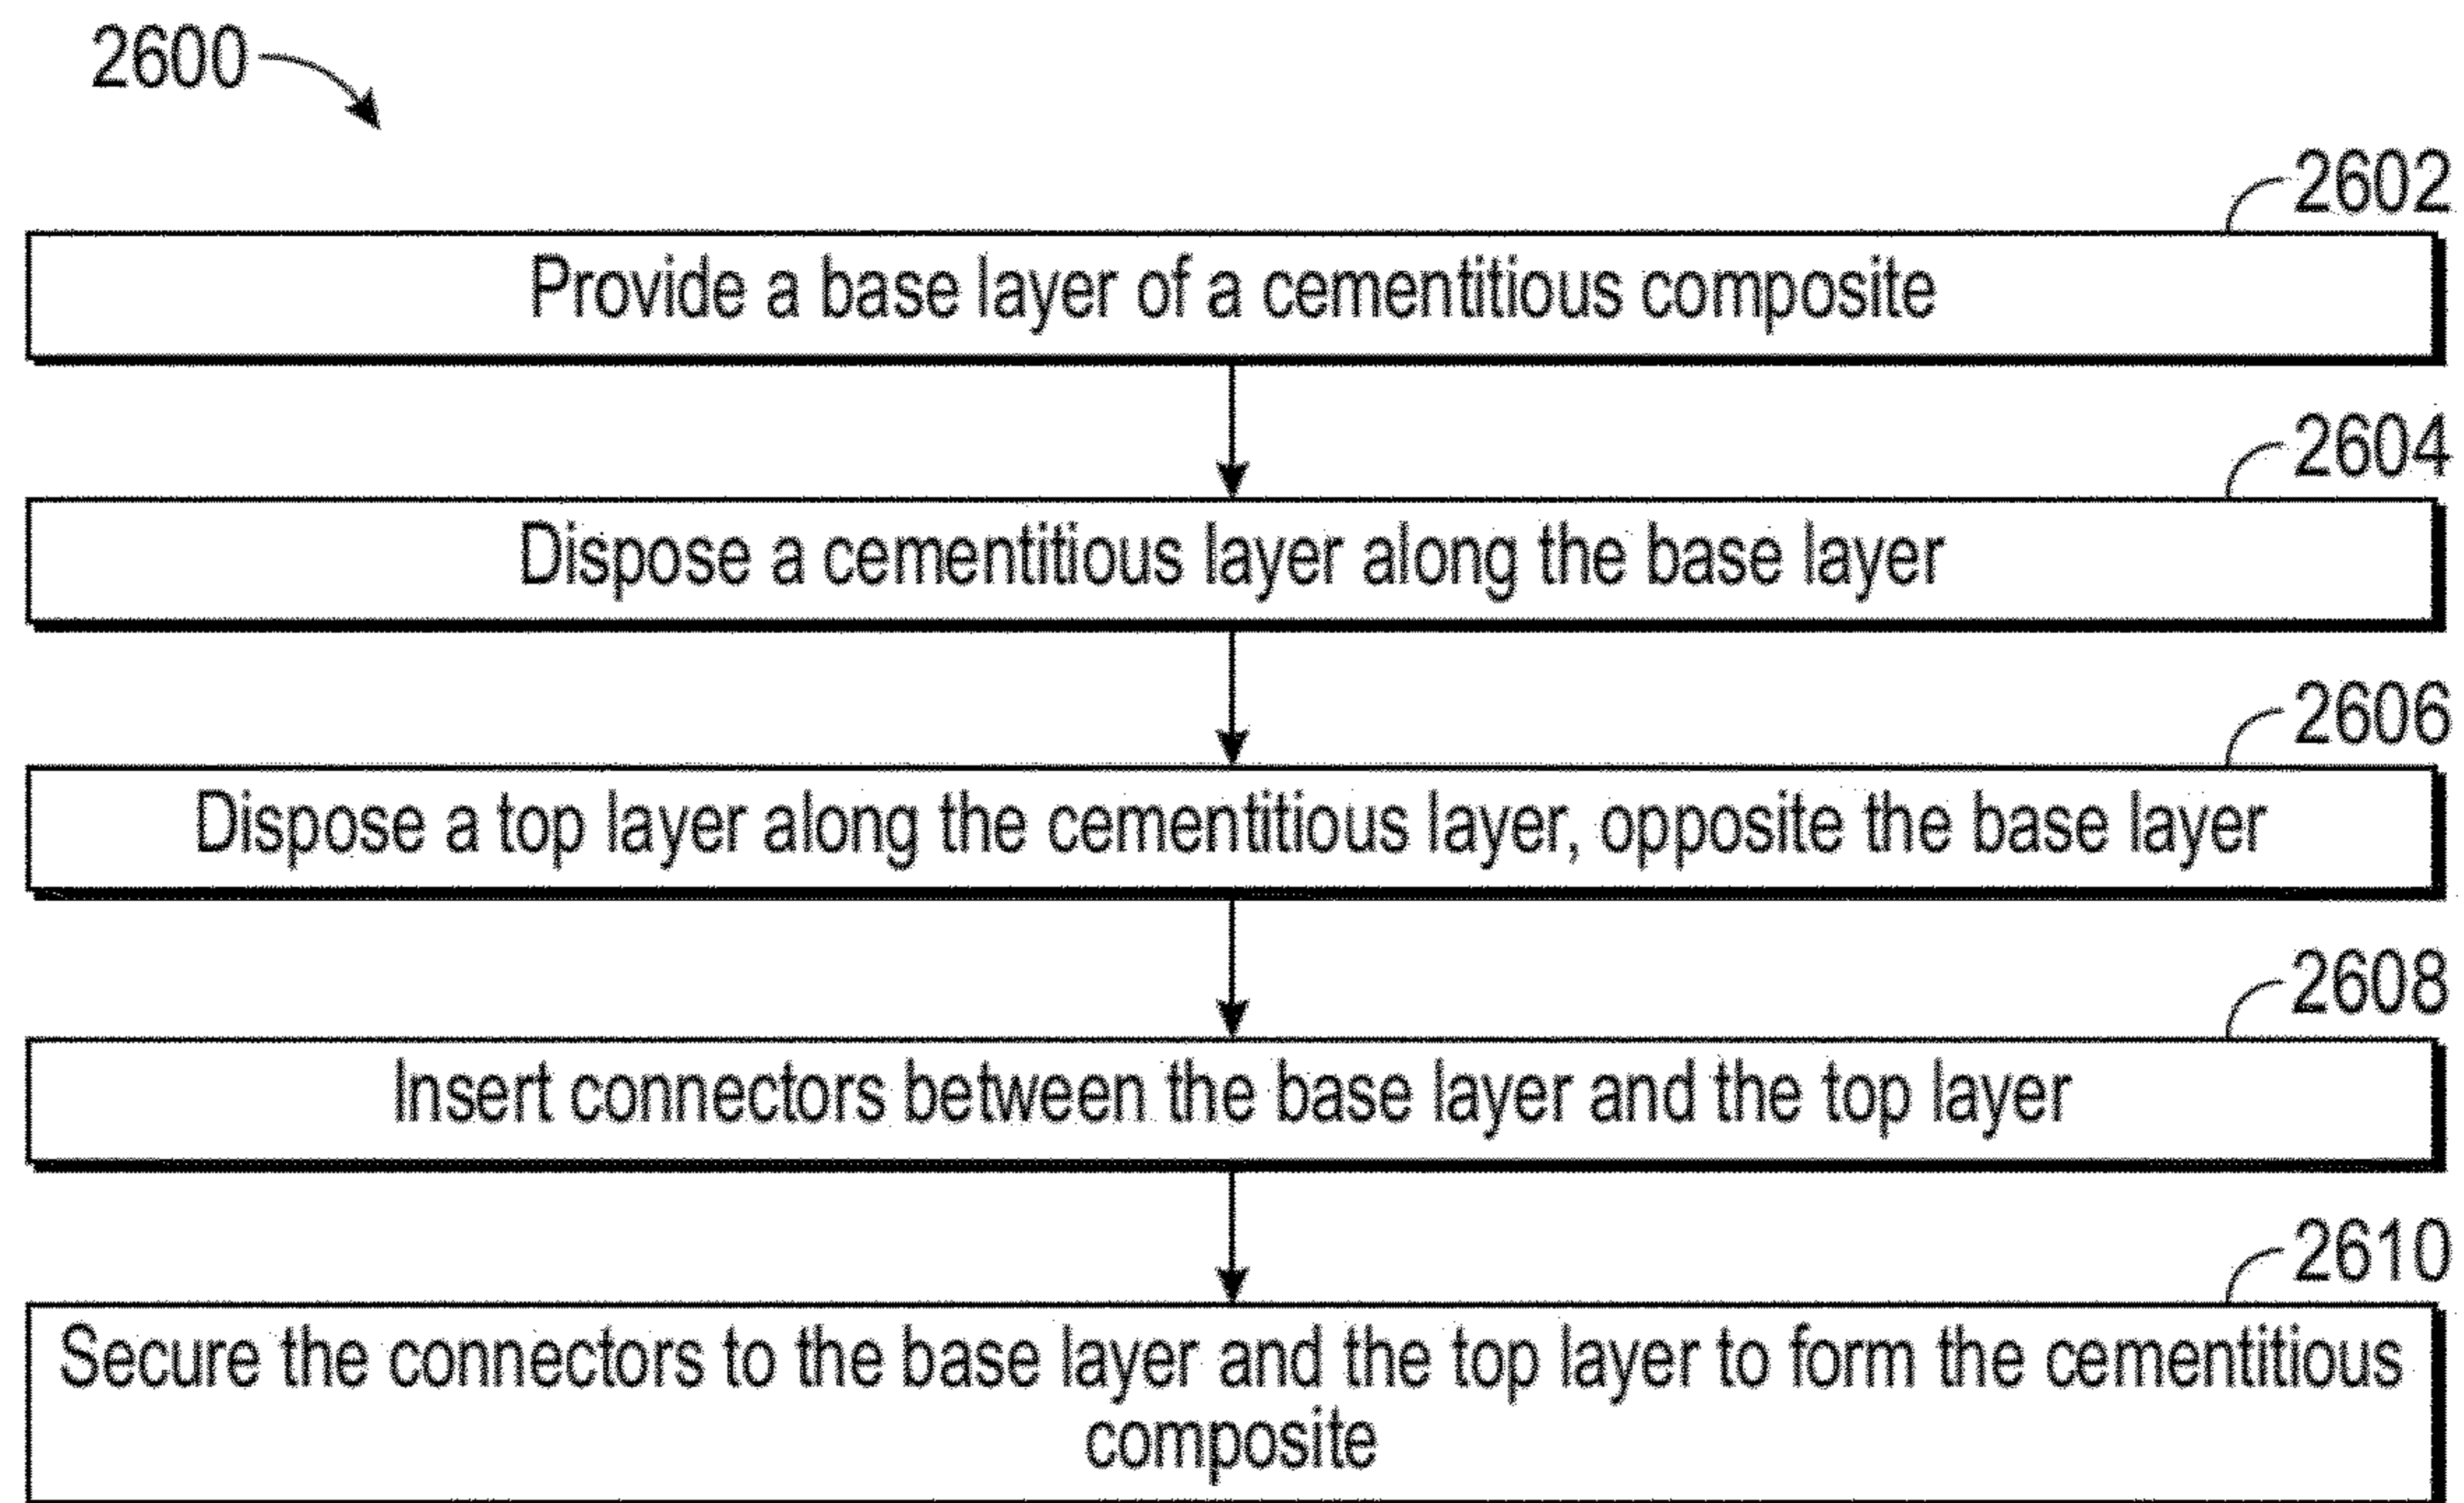 2600
2602
Provide a base layer of a cementitious composite
2604
Dispose a cementitious layer along the base layer
2606
Dispose a top layer along the cementitious layer, opposite the base layer
2608
Insert connectors between the base layer and the top layer
2610
Secure the connectors to the base layer and the top layer to form the cementitious
composite